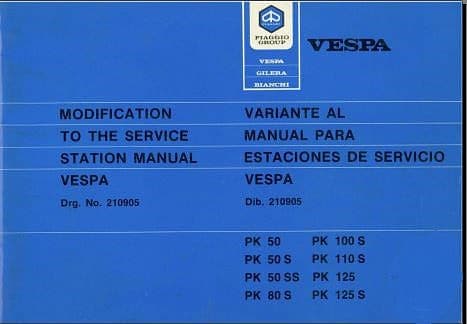 PIAGGIO
GROUP
VESPA
GILERA
BIANCHI
VESPA
MODIFICATION
TO THE SERVICE
STATION MANUAL
VESPA
Drg. No. 210905
VARIANTE AL
MANUAL PARA
ESTACIONES DE SERVICIO
VESPA
Dib. 210905
PK 50
PK 50 S
PK 50 SS
PK 80 S
PK 100 S
PK 110 S
PK 125
PK 125 S